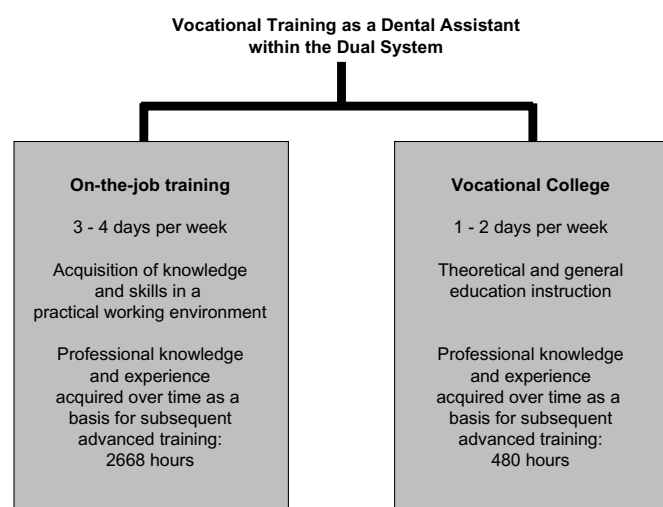 Vocational Training as a Dental Assistant
within the Dual System
On-the-job training
3 - 4 days per week
Acquisition of knowledge
and skills in a
practical working environment
Professional knowledge
and experience
acquired over time as a
basis for subsequent
advanced training:
2668 hours
Vocational College
1 - 2 days per week
Theoretical and general
education instruction
Professional knowledge
and experience
acquired over time as a
basis for subsequent
advanced training:
480 hours